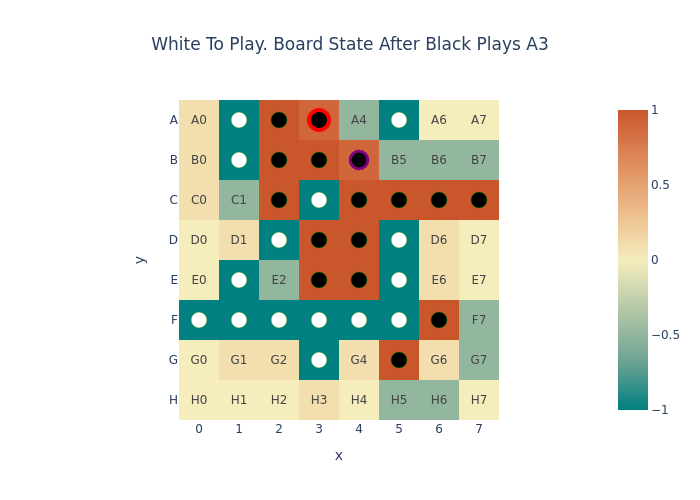 White To Play. Board State After Black Plays A3
A A0 A4 A6 A7
B B0 B5 B6 B7
C C0 C1
D D0 D1 D6 D7
E E0 E2 E6 E7
F F7
G G0 G1 G2 G4 G6 G7
H H0 H1 H2 H3 H4 H5 H6 H7
0 1 2 3 4 5 6 7
x
y
1
0.5
0
−0.5
−1